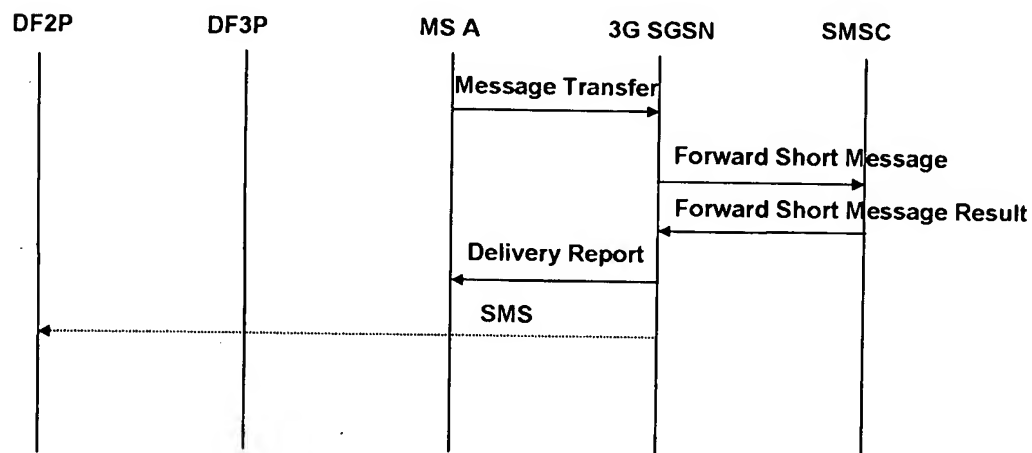 DF2P
DF3P
MS A
3G SGSN
SMSC
Message Transfer
Forward Short Message
Forward Short Message Result
Delivery Report
SMS